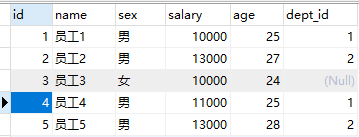 id name sex salary age dept_id
1 员工1 男 10000 25 1
2 员工2 男 13000 27 2
3 员工3 女 10000 24 (Null)
4 员工4 男 11000 25 1
5 员工5 男 13000 28 2